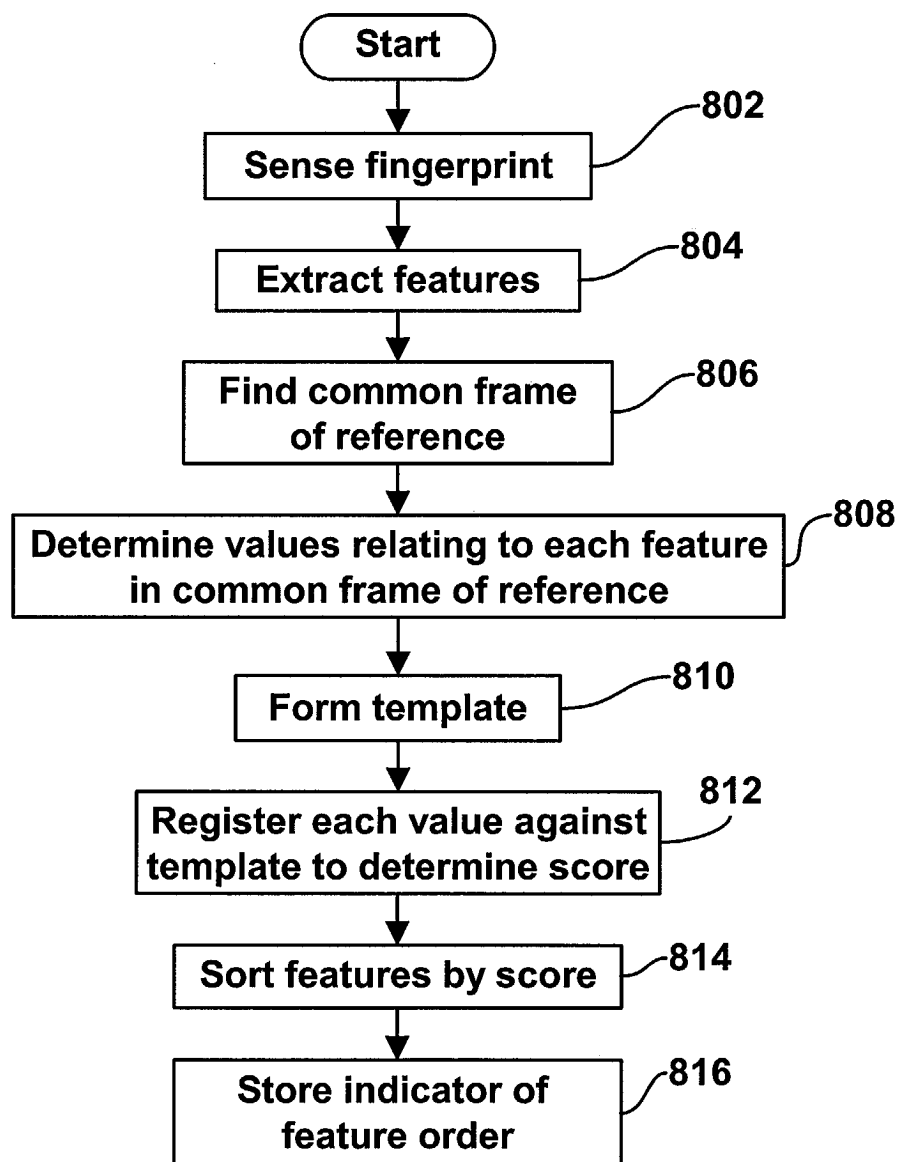 Start
802
Sense fingerprint
804
Extract features
806
Find common frame
of reference
808
Determine values relating to each feature
in common frame of reference
810
Form template
812
Register each value against
template to determine score
814
Sort features by score
816
Store indicator of
feature order